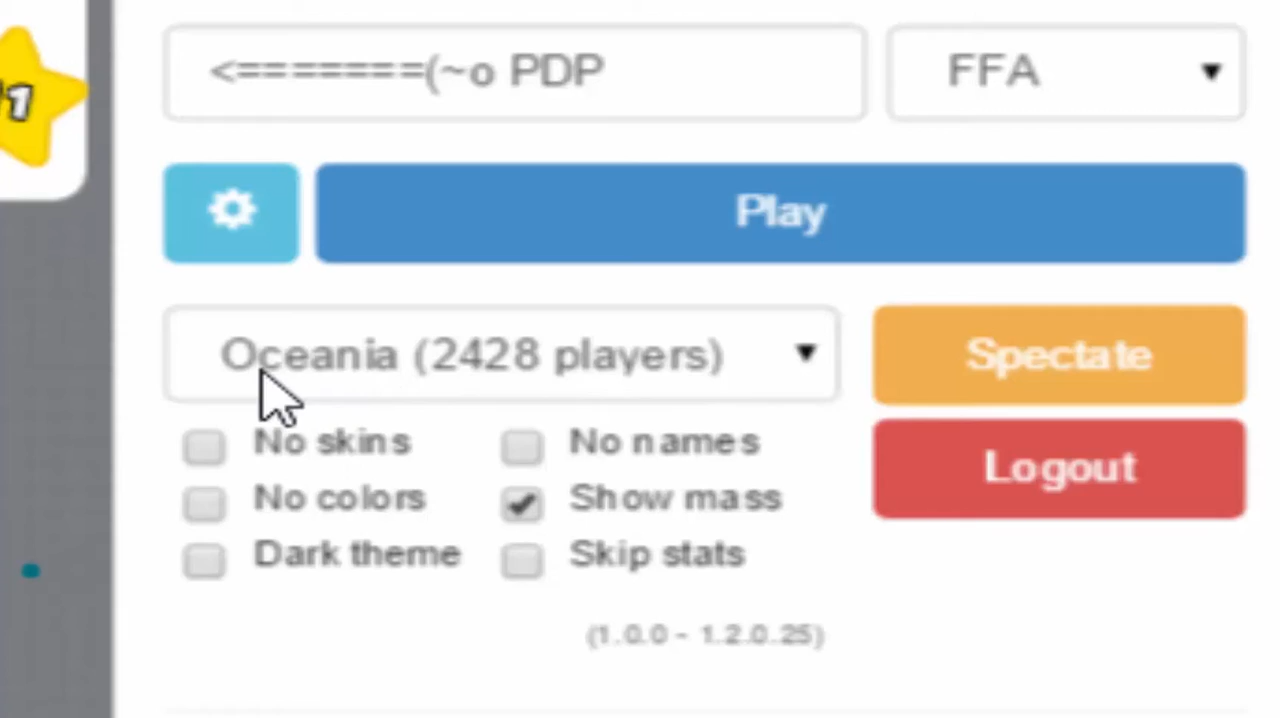 1
<=======(~o PDP
FFA
Play
Oceania (2428 players)
Spectate
No skins
No names
Logout
No colors
Show mass
Dark theme
Skip stats
(1.0.0 - 1.2.0.25)